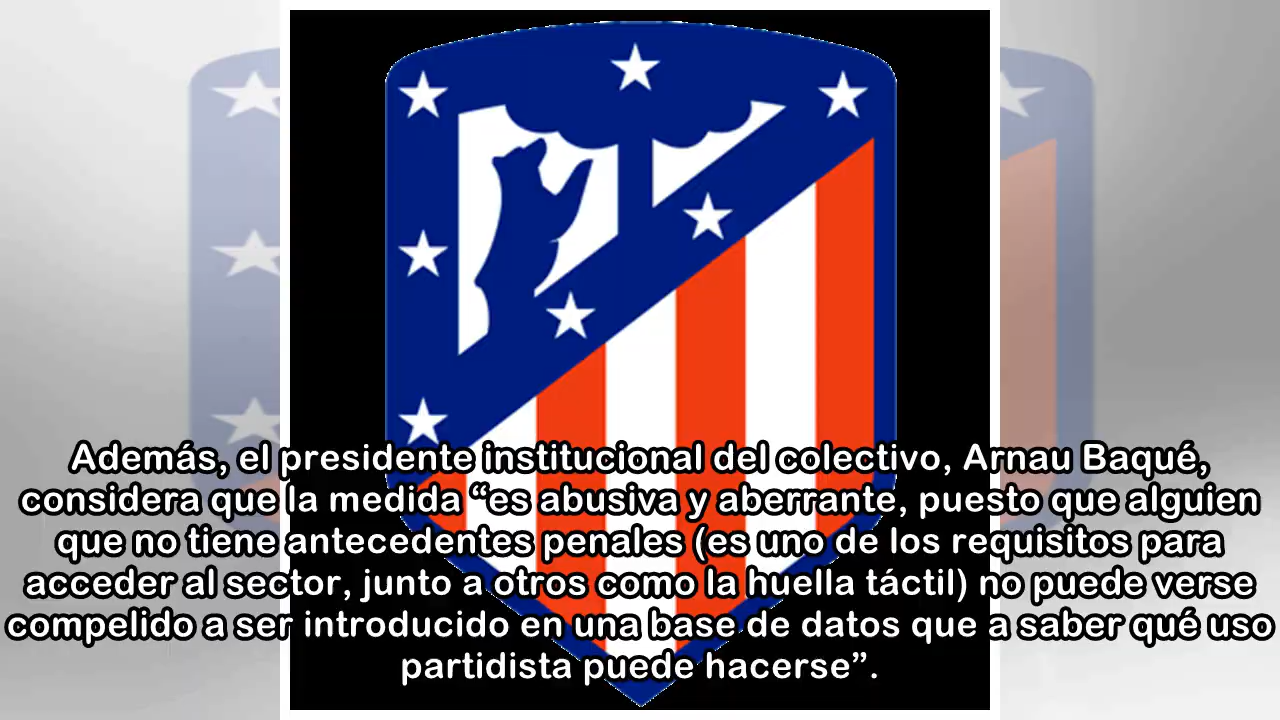 Además, el presidente institucional del colectivo, Arnau Baqué,
considera que la medida “es abusiva y aberrante, puesto que alguien
que no tiene antecedentes penales (es uno de los requisitos para
acceder al sector, junto a otros como la huella táctil) no puede verse
compelido a ser introducido en una base de datos que a saber qué uso
partidista puede hacerse”.